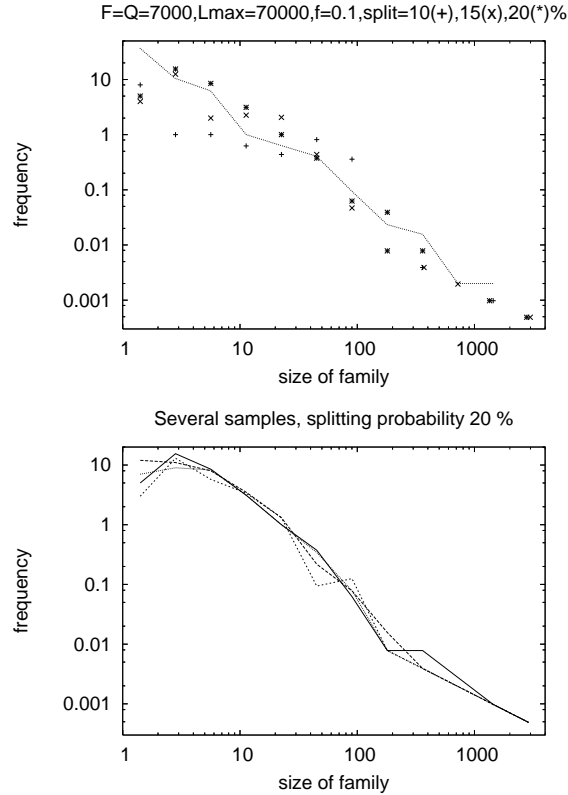 F=Q=7000,Lmax=70000,f=0.1,split=10(+),15(x),20(*)%
10
1
0.1
0.01
0.001
frequency
1 10 100 1000
size of family
Several samples, splitting probability 20 %
10
1
0.1
0.01
0.001
frequency
1 10 100 1000
size of family